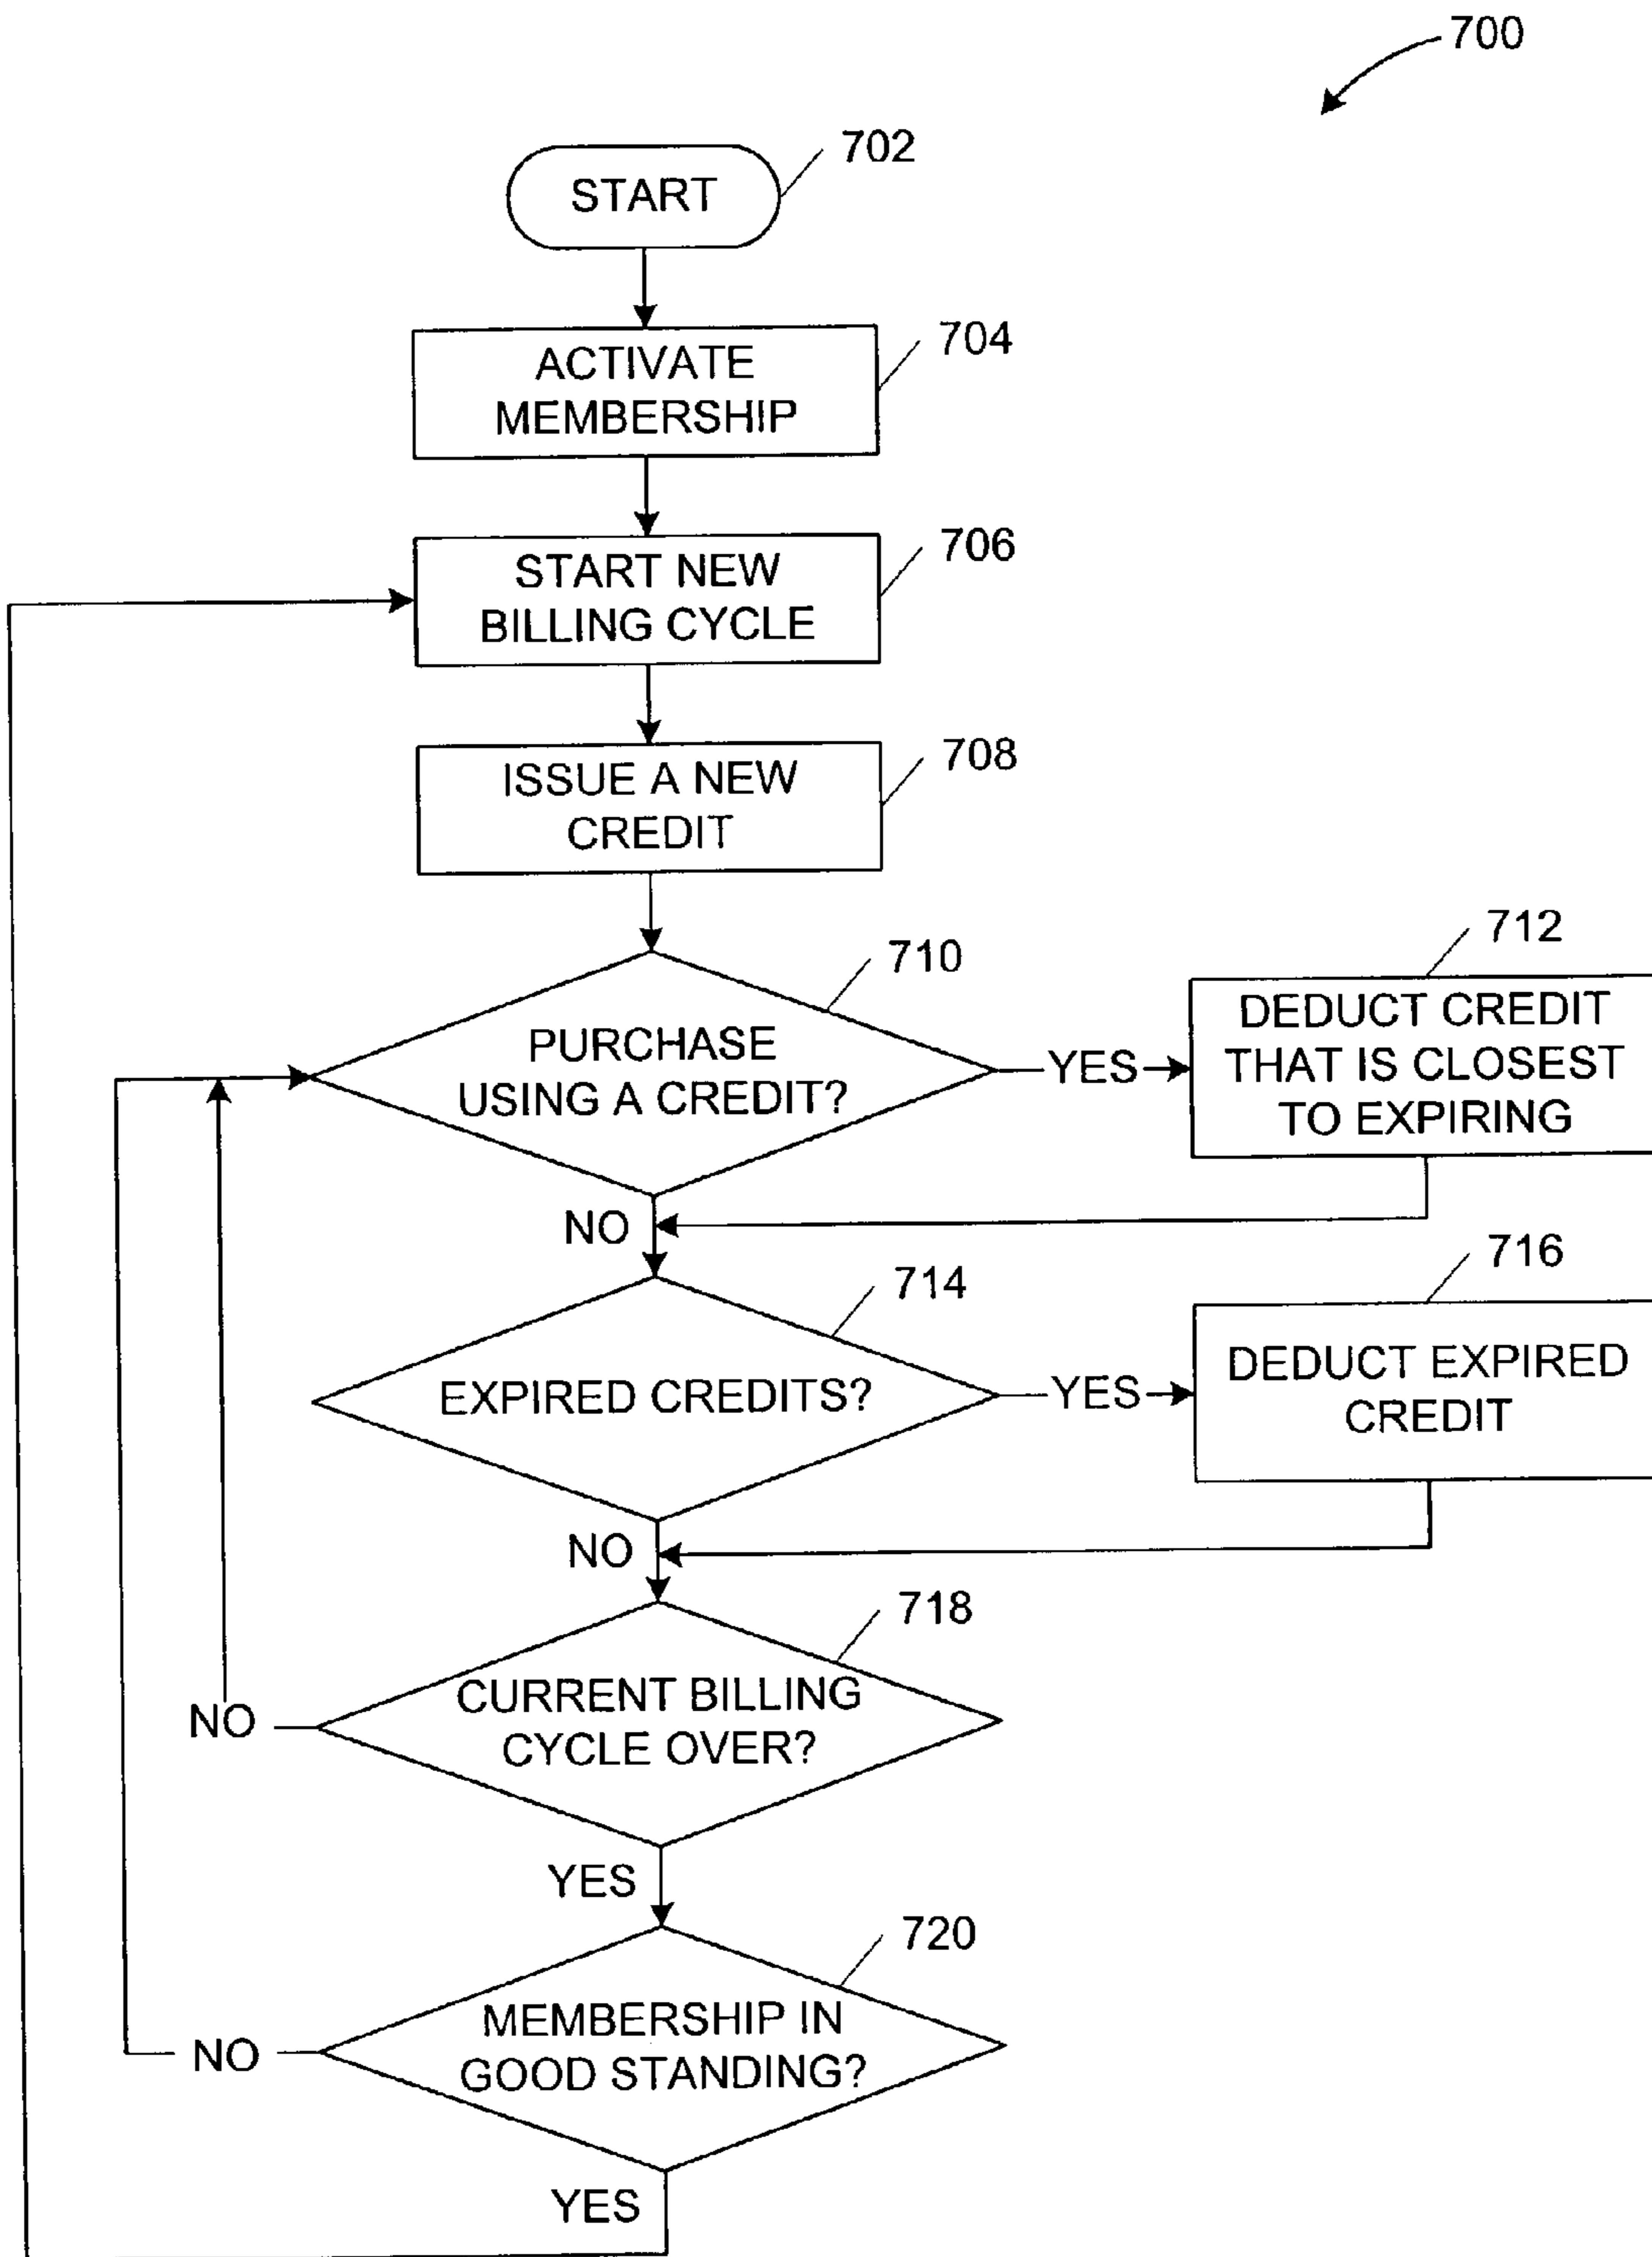 700
702
START
704
ACTIVATE
MEMBERSHIP
706
START NEW
BILLING CYCLE
708
ISSUE A NEW
CREDIT
710
PURCHASE
USING A CREDIT?
YES
712
DEDUCT CREDIT
THAT IS CLOSEST
TO EXPIRING
NO
714
EXPIRED CREDITS?
YES
716
DEDUCT EXPIRED
CREDIT
NO
718
CURRENT BILLING
CYCLE OVER?
NO
YES
720
MEMBERSHIP IN
GOOD STANDING?
NO
YES